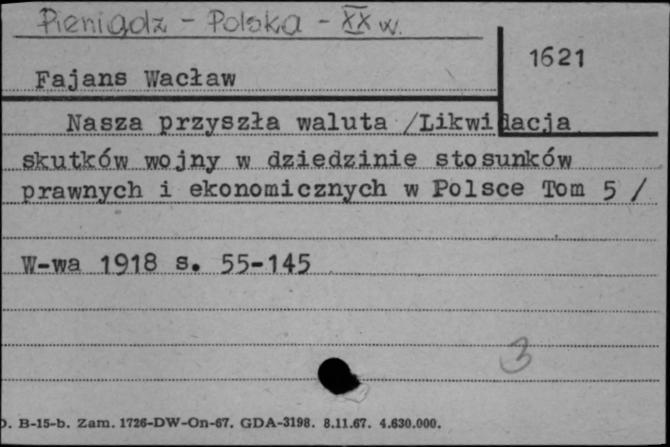 Pieniądz - Polska - XX w.
1621
Fajans Wacław
Nasza przyszła waluta /Likwidacja
skutków wojny w dziedzinie stosunków
prawnych i ekonomicznych w Polsce Tom 5 /
W-wa 1918 s. 55-145
3
D. B-15-b. Zam. 1726-DW-On-67. GDA-3198. 8.11.67. 4.630.000.